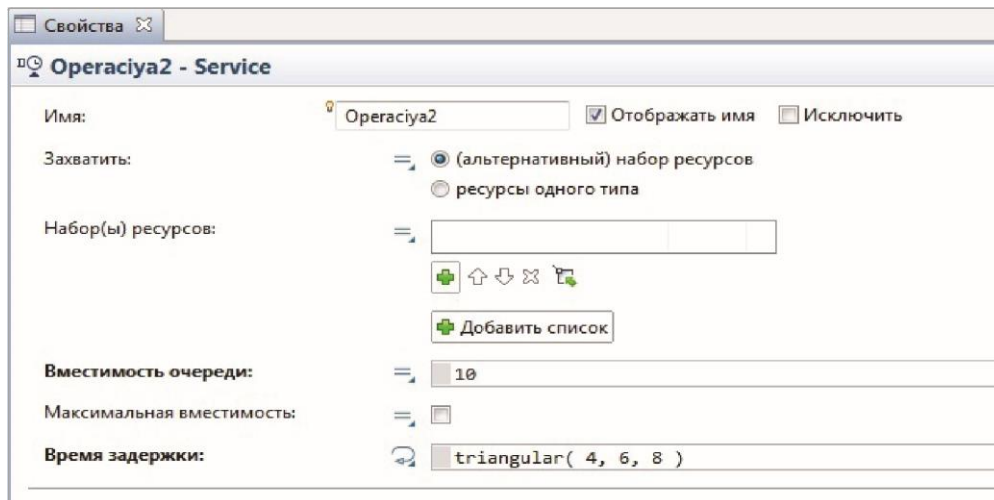 Свойства
Operaciya2 - Service
Имя: Operaciya2 Отображать имя Исключить
Захватить: (альтернативный) набор ресурсов
ресурсы одного типа
Набор(ы) ресурсов:
Добавить список
Вместимость очереди: 10
Максимальная вместимость:
Время задержки: triangular( 4, 6, 8 )